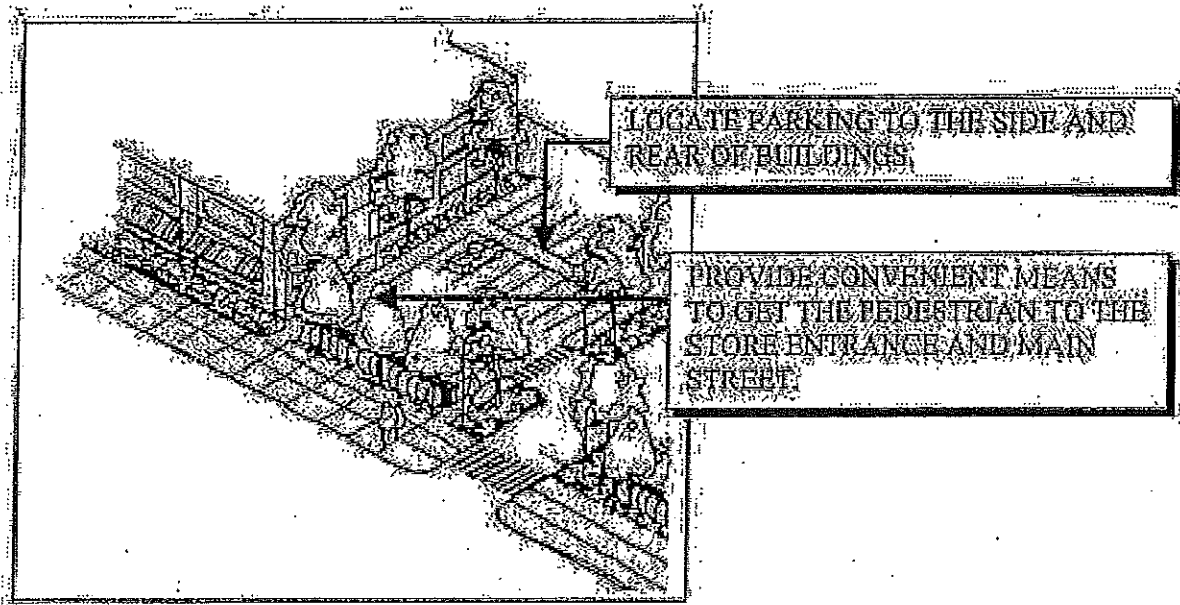 LOCATE PARKING TO THE SIDE AND
REAR OF BUILDINGS.
PROVIDE CONVENIENT MEANS
TO GET THE PEDESTRIAN TO THE
STORE ENTRANCE AND MAIN
STREET.